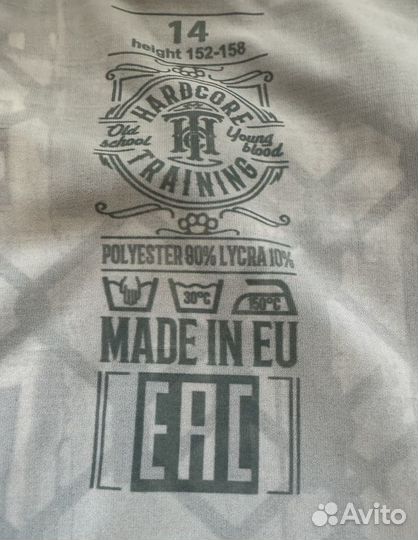 14
height 152-158
HARDCORE
Old school
TH
Young blood
TRAINING
POLYESTER 90% LYCRA 10%
30°C
150°C
MADE IN EU
EAC
Avito